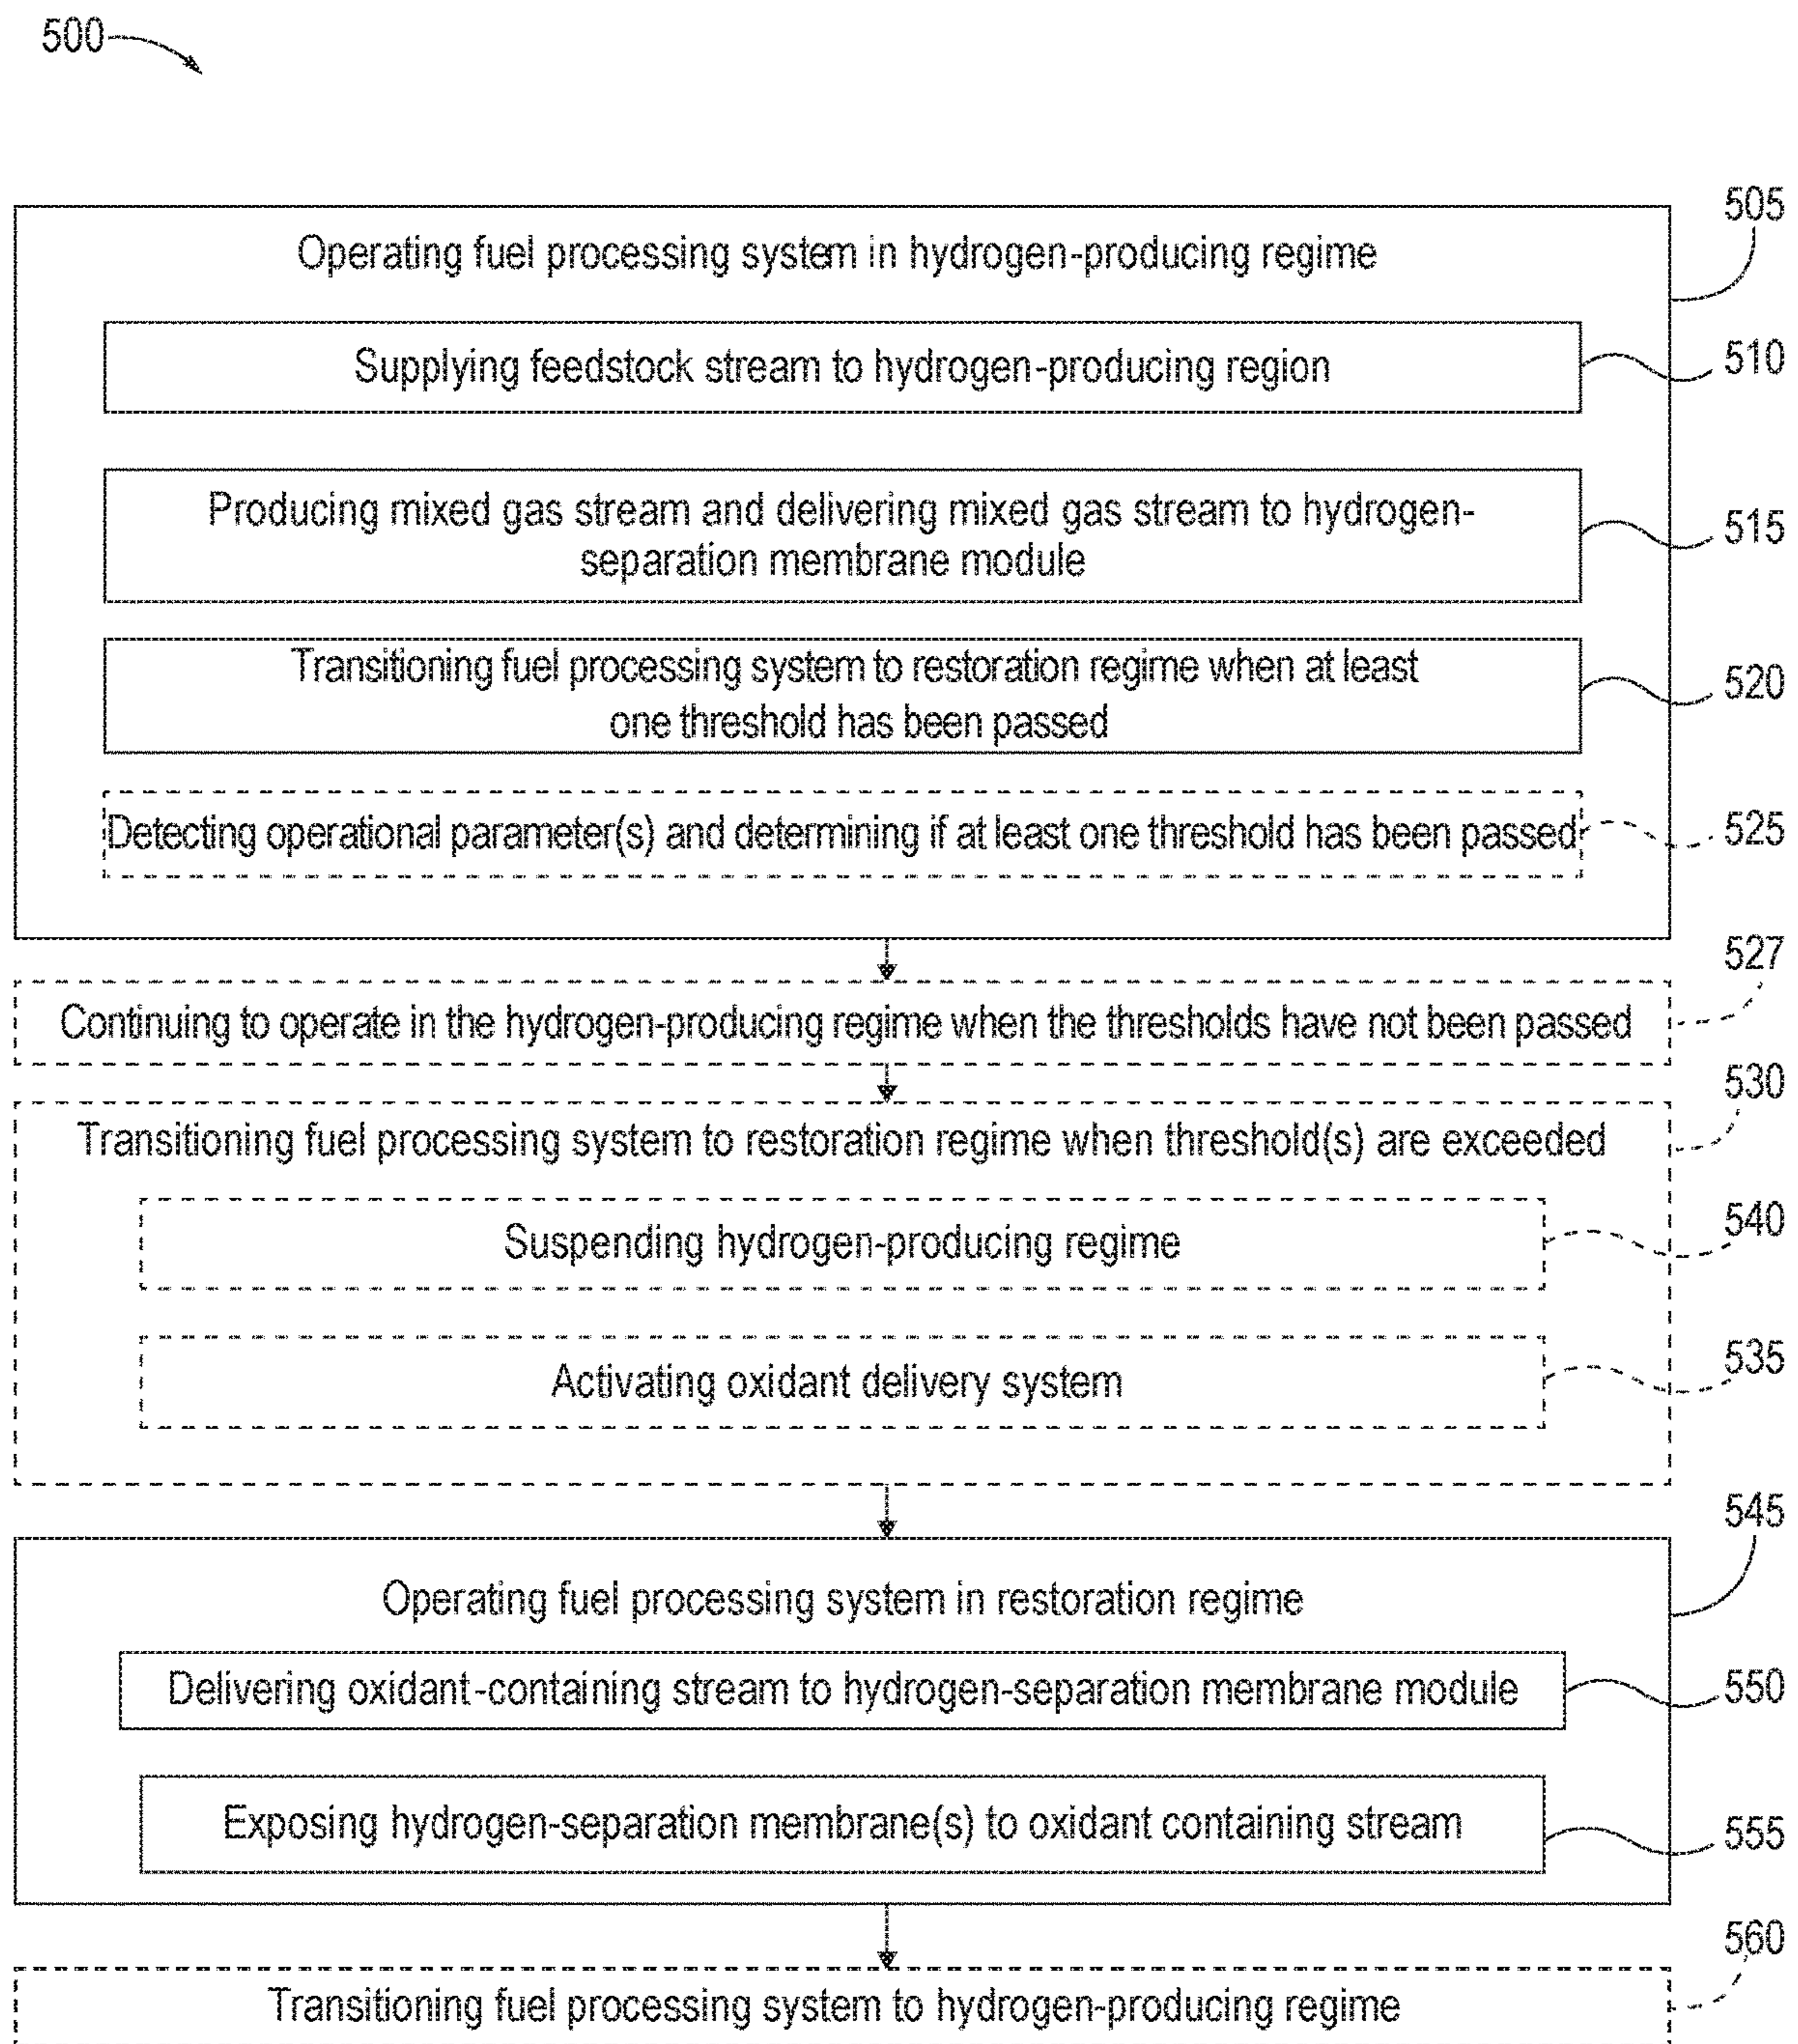 500
505
Operating fuel processing system in hydrogen-producing regime
Supplying feedstock stream to hydrogen-producing region
510
Producing mixed gas stream and delivering mixed gas stream to hydrogen-
separation membrane module
515
Transitioning fuel processing system to restoration regime when at least
one threshold has been passed
520
Detecting operational parameter(s) and determining if at least one threshold has been passed
525
527
Continuing to operate in the hydrogen-producing regime when the thresholds have not been passed
530
Transitioning fuel processing system to restoration regime when threshold(s) are exceeded
Suspending hydrogen-producing regime
540
Activating oxidant delivery system
535
545
Operating fuel processing system in restoration regime
Delivering oxidant-containing stream to hydrogen-separation membrane module
550
Exposing hydrogen-separation membrane(s) to oxidant containing stream
555
560
Transitioning fuel processing system to hydrogen-producing regime